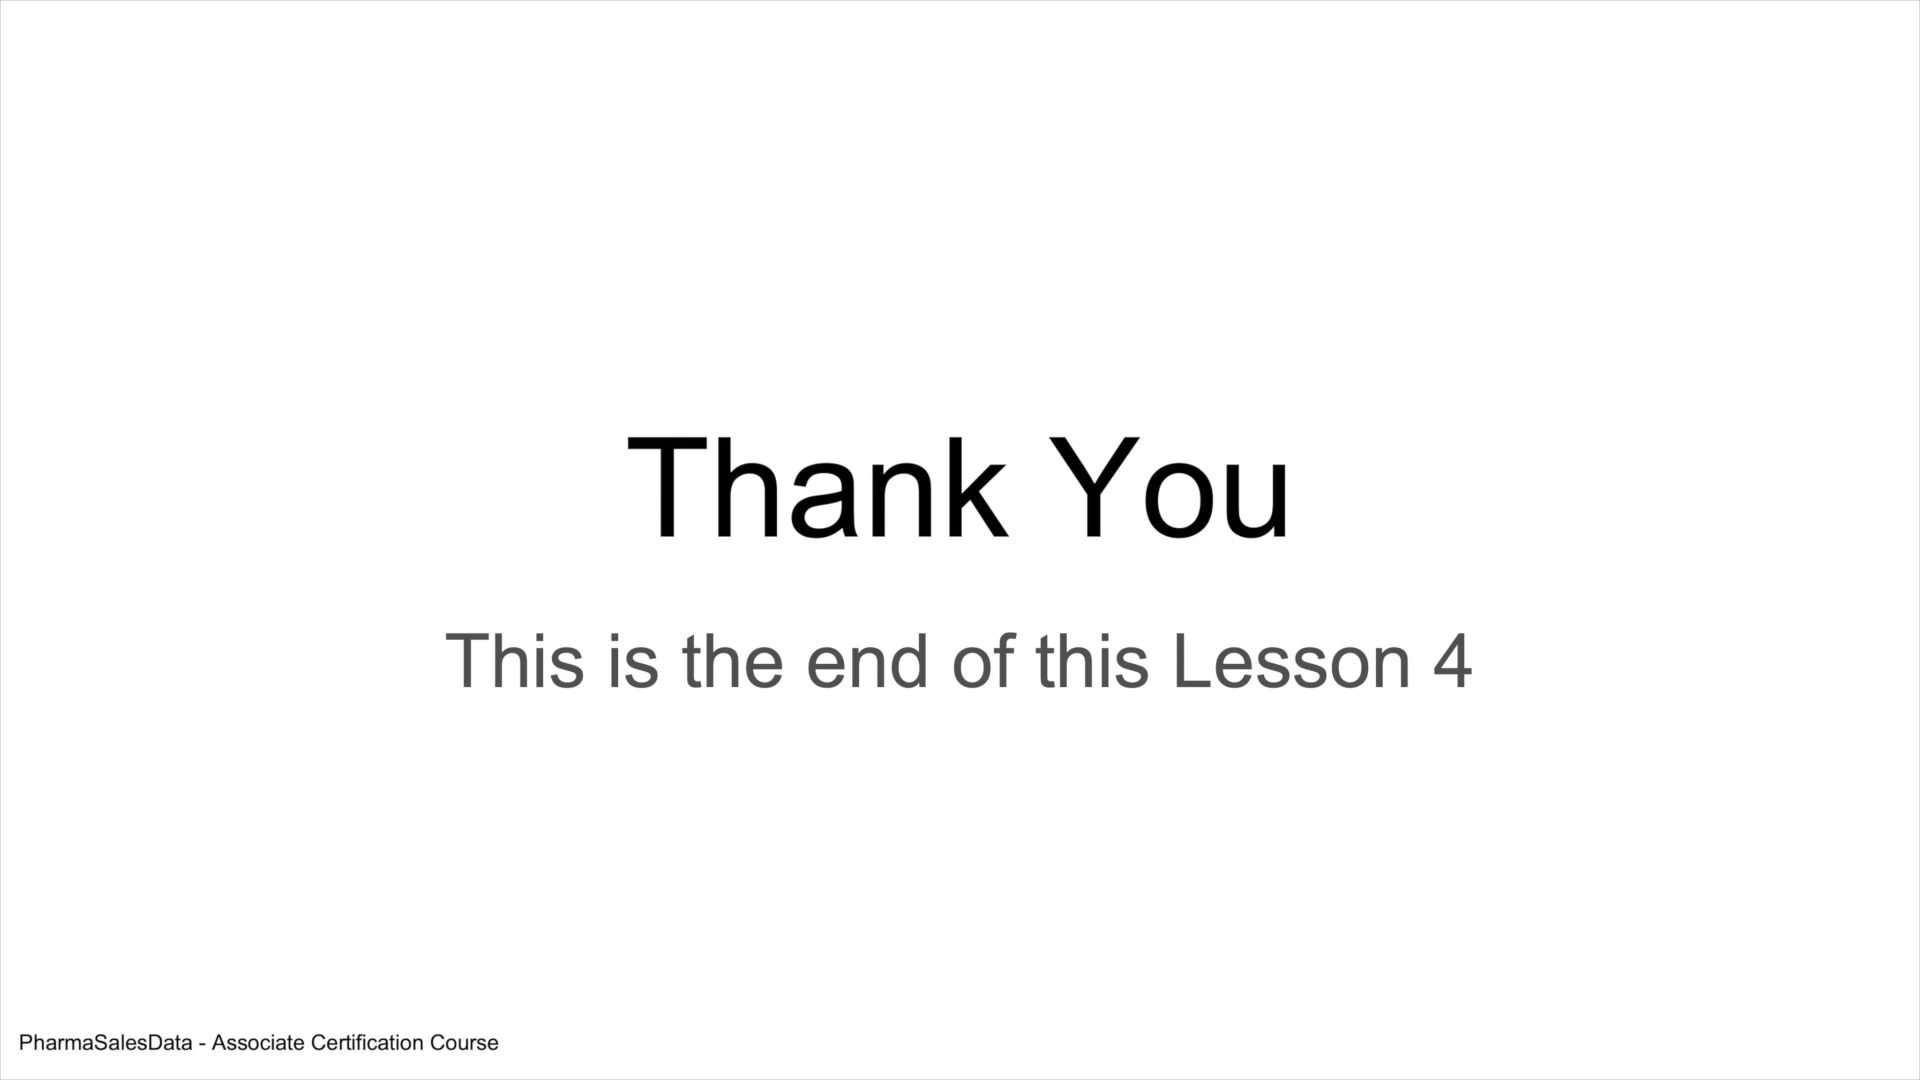 Thank You
This is the end of this Lesson 4
PharmaSalesData - Associate Certification Course